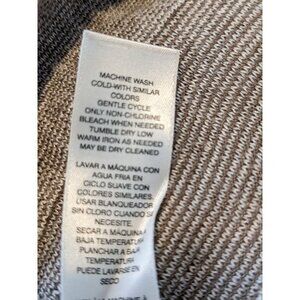 MACHINE WASH
COLD-WITH SIMILAR
COLORS
GENTLE CYCLE
ONLY NON-CHLORINE
BLEACH WHEN NEEDED
TUMBLE DRY LOW
WARM IRON AS NEEDED
MAY BE DRY CLEANED
LAVAR A MÁQUINA CON
AGUA FRIA EN
CICLO SUAVE CON
COLORES SIMILARES.
USAR BLANQUEADOR
SIN CLORO CUANDO SE
NECESITE.
SECAR A MÁQUINA A
BAJA TEMPERATURA
PLANCHAR A BAJA
TEMPERATURA
PUEDE LAVARSE EN
SECO